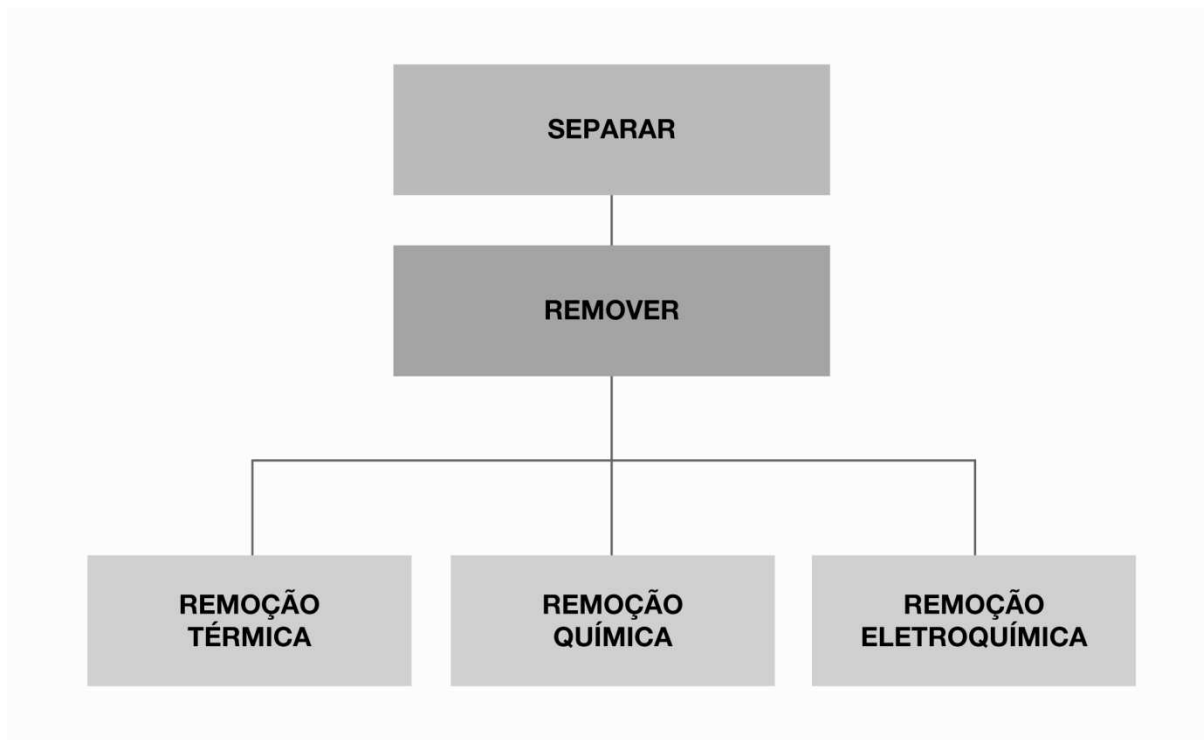 SEPARAR
REMOVER
REMOÇÃO
TÉRMICA
REMOÇÃO
QUÍMICA
REMOÇÃO
ELETROQUÍMICA